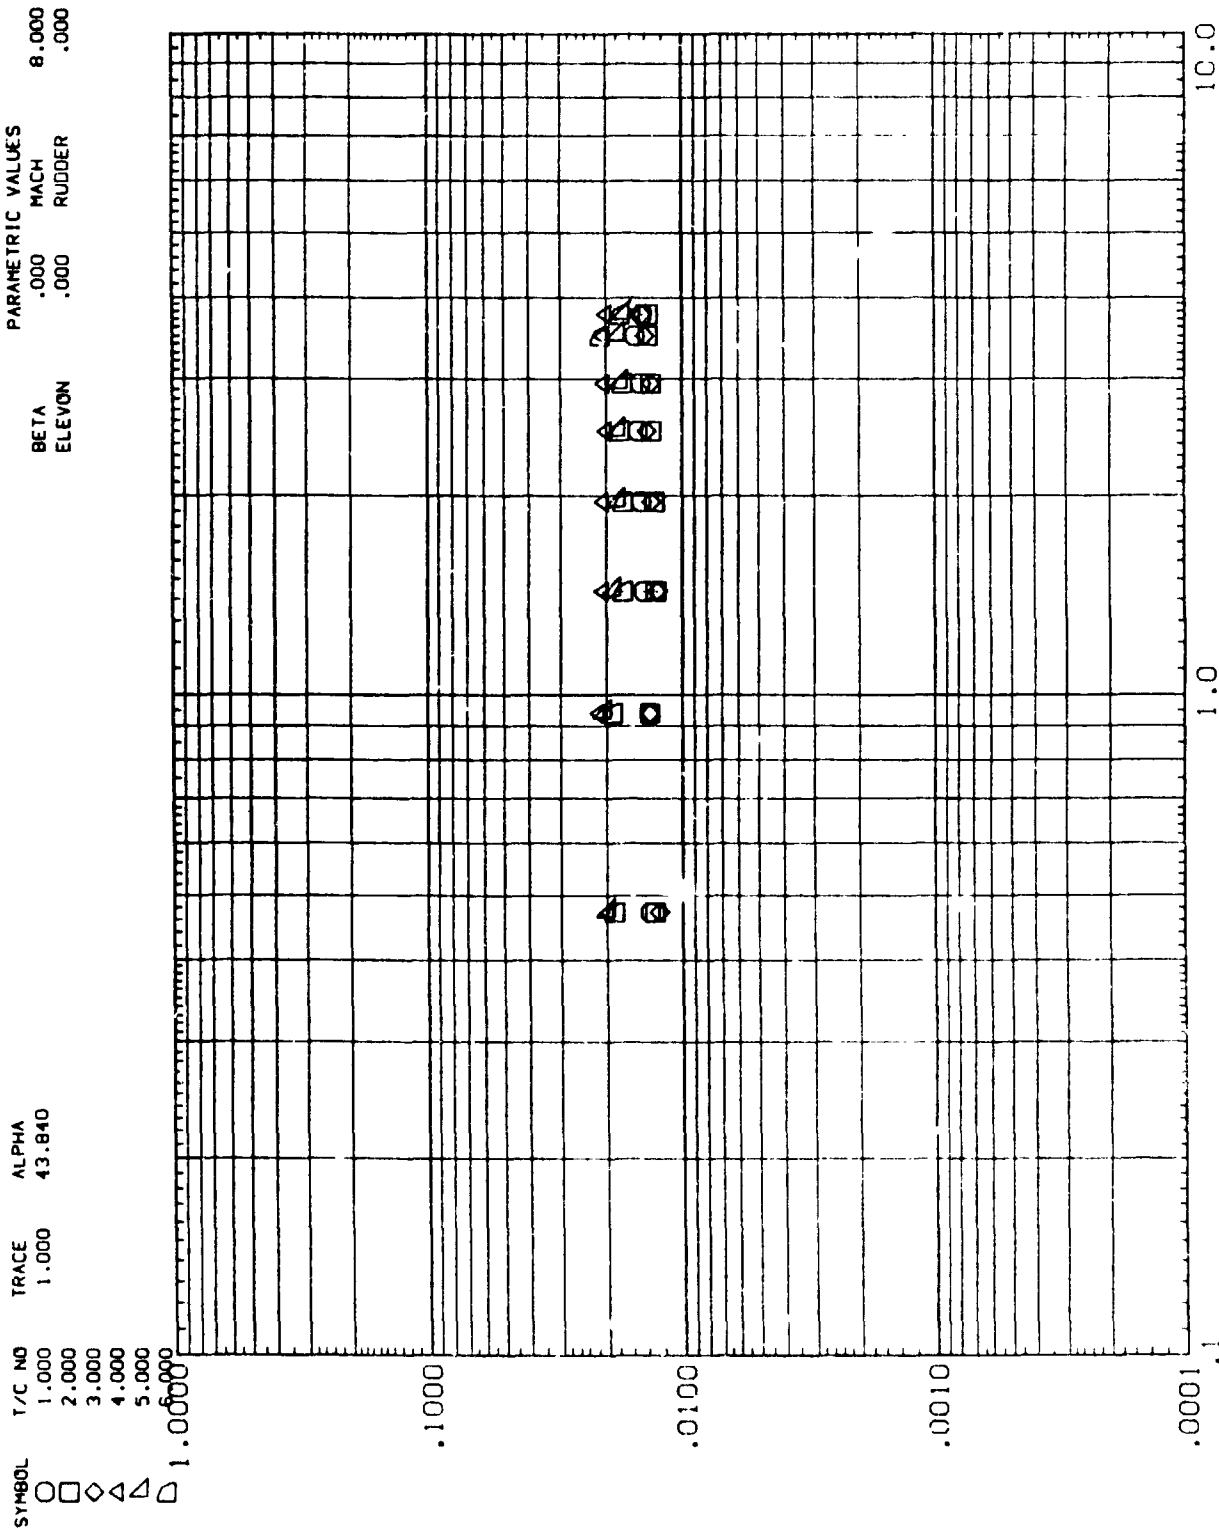 SYMBOL T/C NO TRACE ALPHA
1.000 1.000 43.840
2.000
3.000
4.000
5.000
6.000
PARAMETRIC VALUES
BETA .000 MACH 8.000
ELEVON .000 RUDDER .000
1.0000
.1000
.0100
.0010
.0001
.1
1.0
10.0